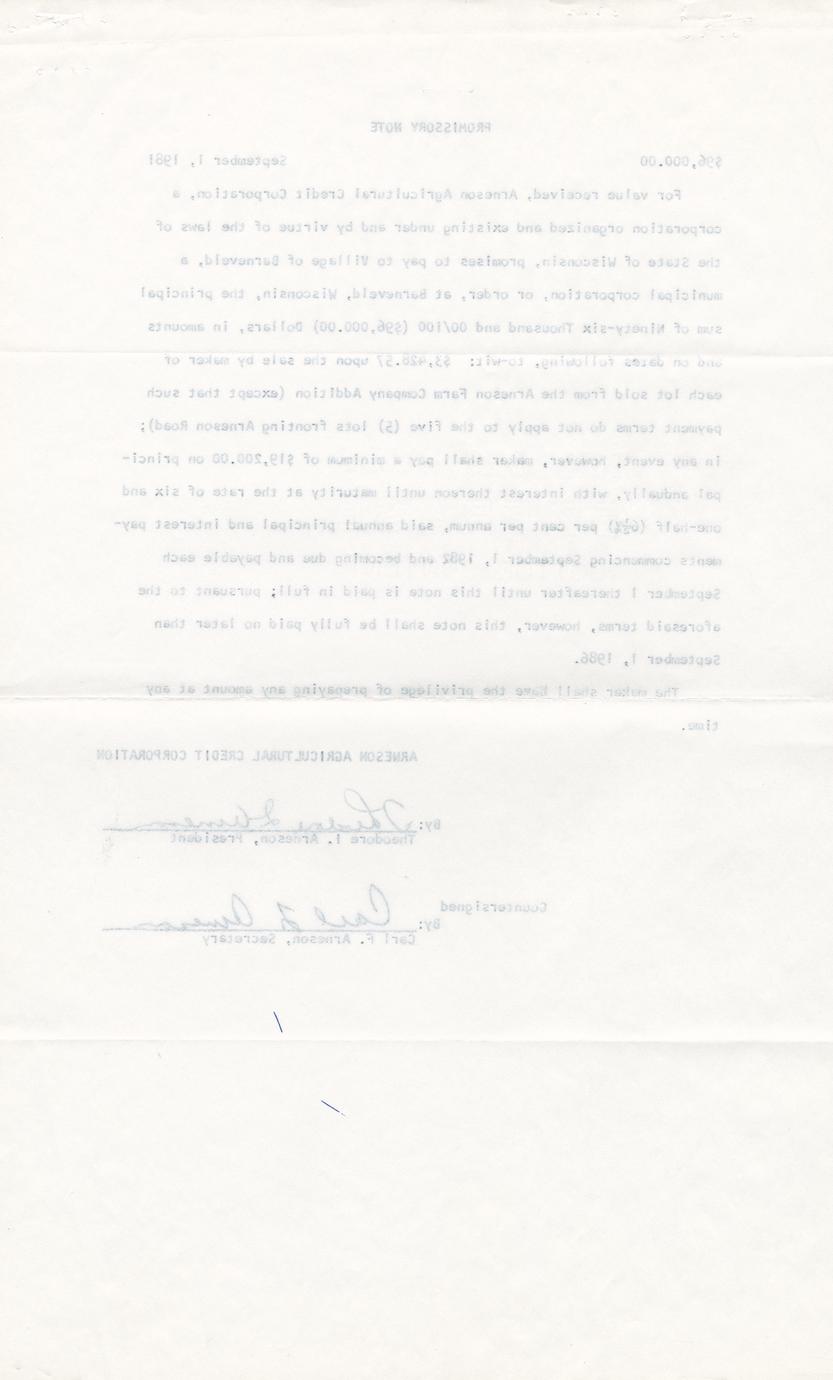 PROMISSORY NOTE
$96,000.00 September 1, 1981
For value received, Arneson Agricultural Credit Corporation, a
corporation organized and existing under and by virtue of the laws of
the State of Wisconsin, promises to pay to Village of Barneveld, a
municipal corporation, or order, at Barneveld, Wisconsin, the principal
sum of Ninety-six Thousand and 00/100 ($96,000.00) Dollars, in amounts
and on dates following, to-wit: $3,428.57 upon the sale by maker of
each lot sold from the Arneson Farm Company Addition (except that such
payment terms do not apply to the five (5) lots fronting Arneson Road);
in any event, however, maker shall pay a minimum of $19,200.00 on princi-
pal annually, with interest thereon until maturity at the rate of six and
one-half (6½%) per cent per annum, said annual principal and interest pay-
ments commencing September 1, 1982 and becoming due and payable each
September 1 thereafter until this note is paid in full; pursuant to the
aforesaid terms, however, this note shall be fully paid no later than
September 1, 1986.
The maker shall have the privilege of prepaying any amount at any
time.
ARNESON AGRICULTURAL CREDIT CORPORATION
By: Theodore I. Arneson
Theodore I. Arneson, President
Countersigned
By: Carl F. Arneson
Carl F. Arneson, Secretary